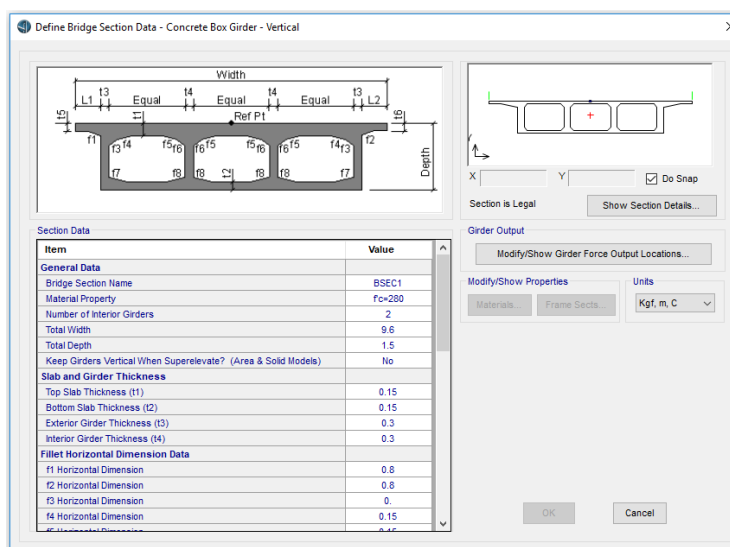 Define Bridge Section Data - Concrete Box Girder - Vertical
Width
t3 t4 t4 t3
L1 Equal Equal Equal L2
t5 t1 Ref Pt t6
f1 f3 f4 f5 f6 f6 f5 f6 f6 f5 f4 f3 f2
Depth
f7 f8 t2 f8 f8 f8 f7
Y
X Y Do Snap
Section is Legal Show Section Details...
Section Data
Item Value
General Data
Bridge Section Name BSEC1
Material Property f'c=280
Number of Interior Girders 2
Total Width 9.6
Total Depth 1.5
Keep Girders Vertical When Superelevate? (Area & Solid Models) No
Slab and Girder Thickness
Top Slab Thickness (t1) 0.15
Bottom Slab Thickness (t2) 0.15
Exterior Girder Thickness (t3) 0.3
Interior Girder Thickness (t4) 0.3
Fillet Horizontal Dimension Data
f1 Horizontal Dimension 0.8
f2 Horizontal Dimension 0.8
f3 Horizontal Dimension 0.
f4 Horizontal Dimension 0.15
f5 Horizontal Dimension 0.15
Girder Output
Modify/Show Girder Force Output Locations...
Modify/Show Properties
Materials... Frame Sects...
Units
Kgf, m, C
OK Cancel